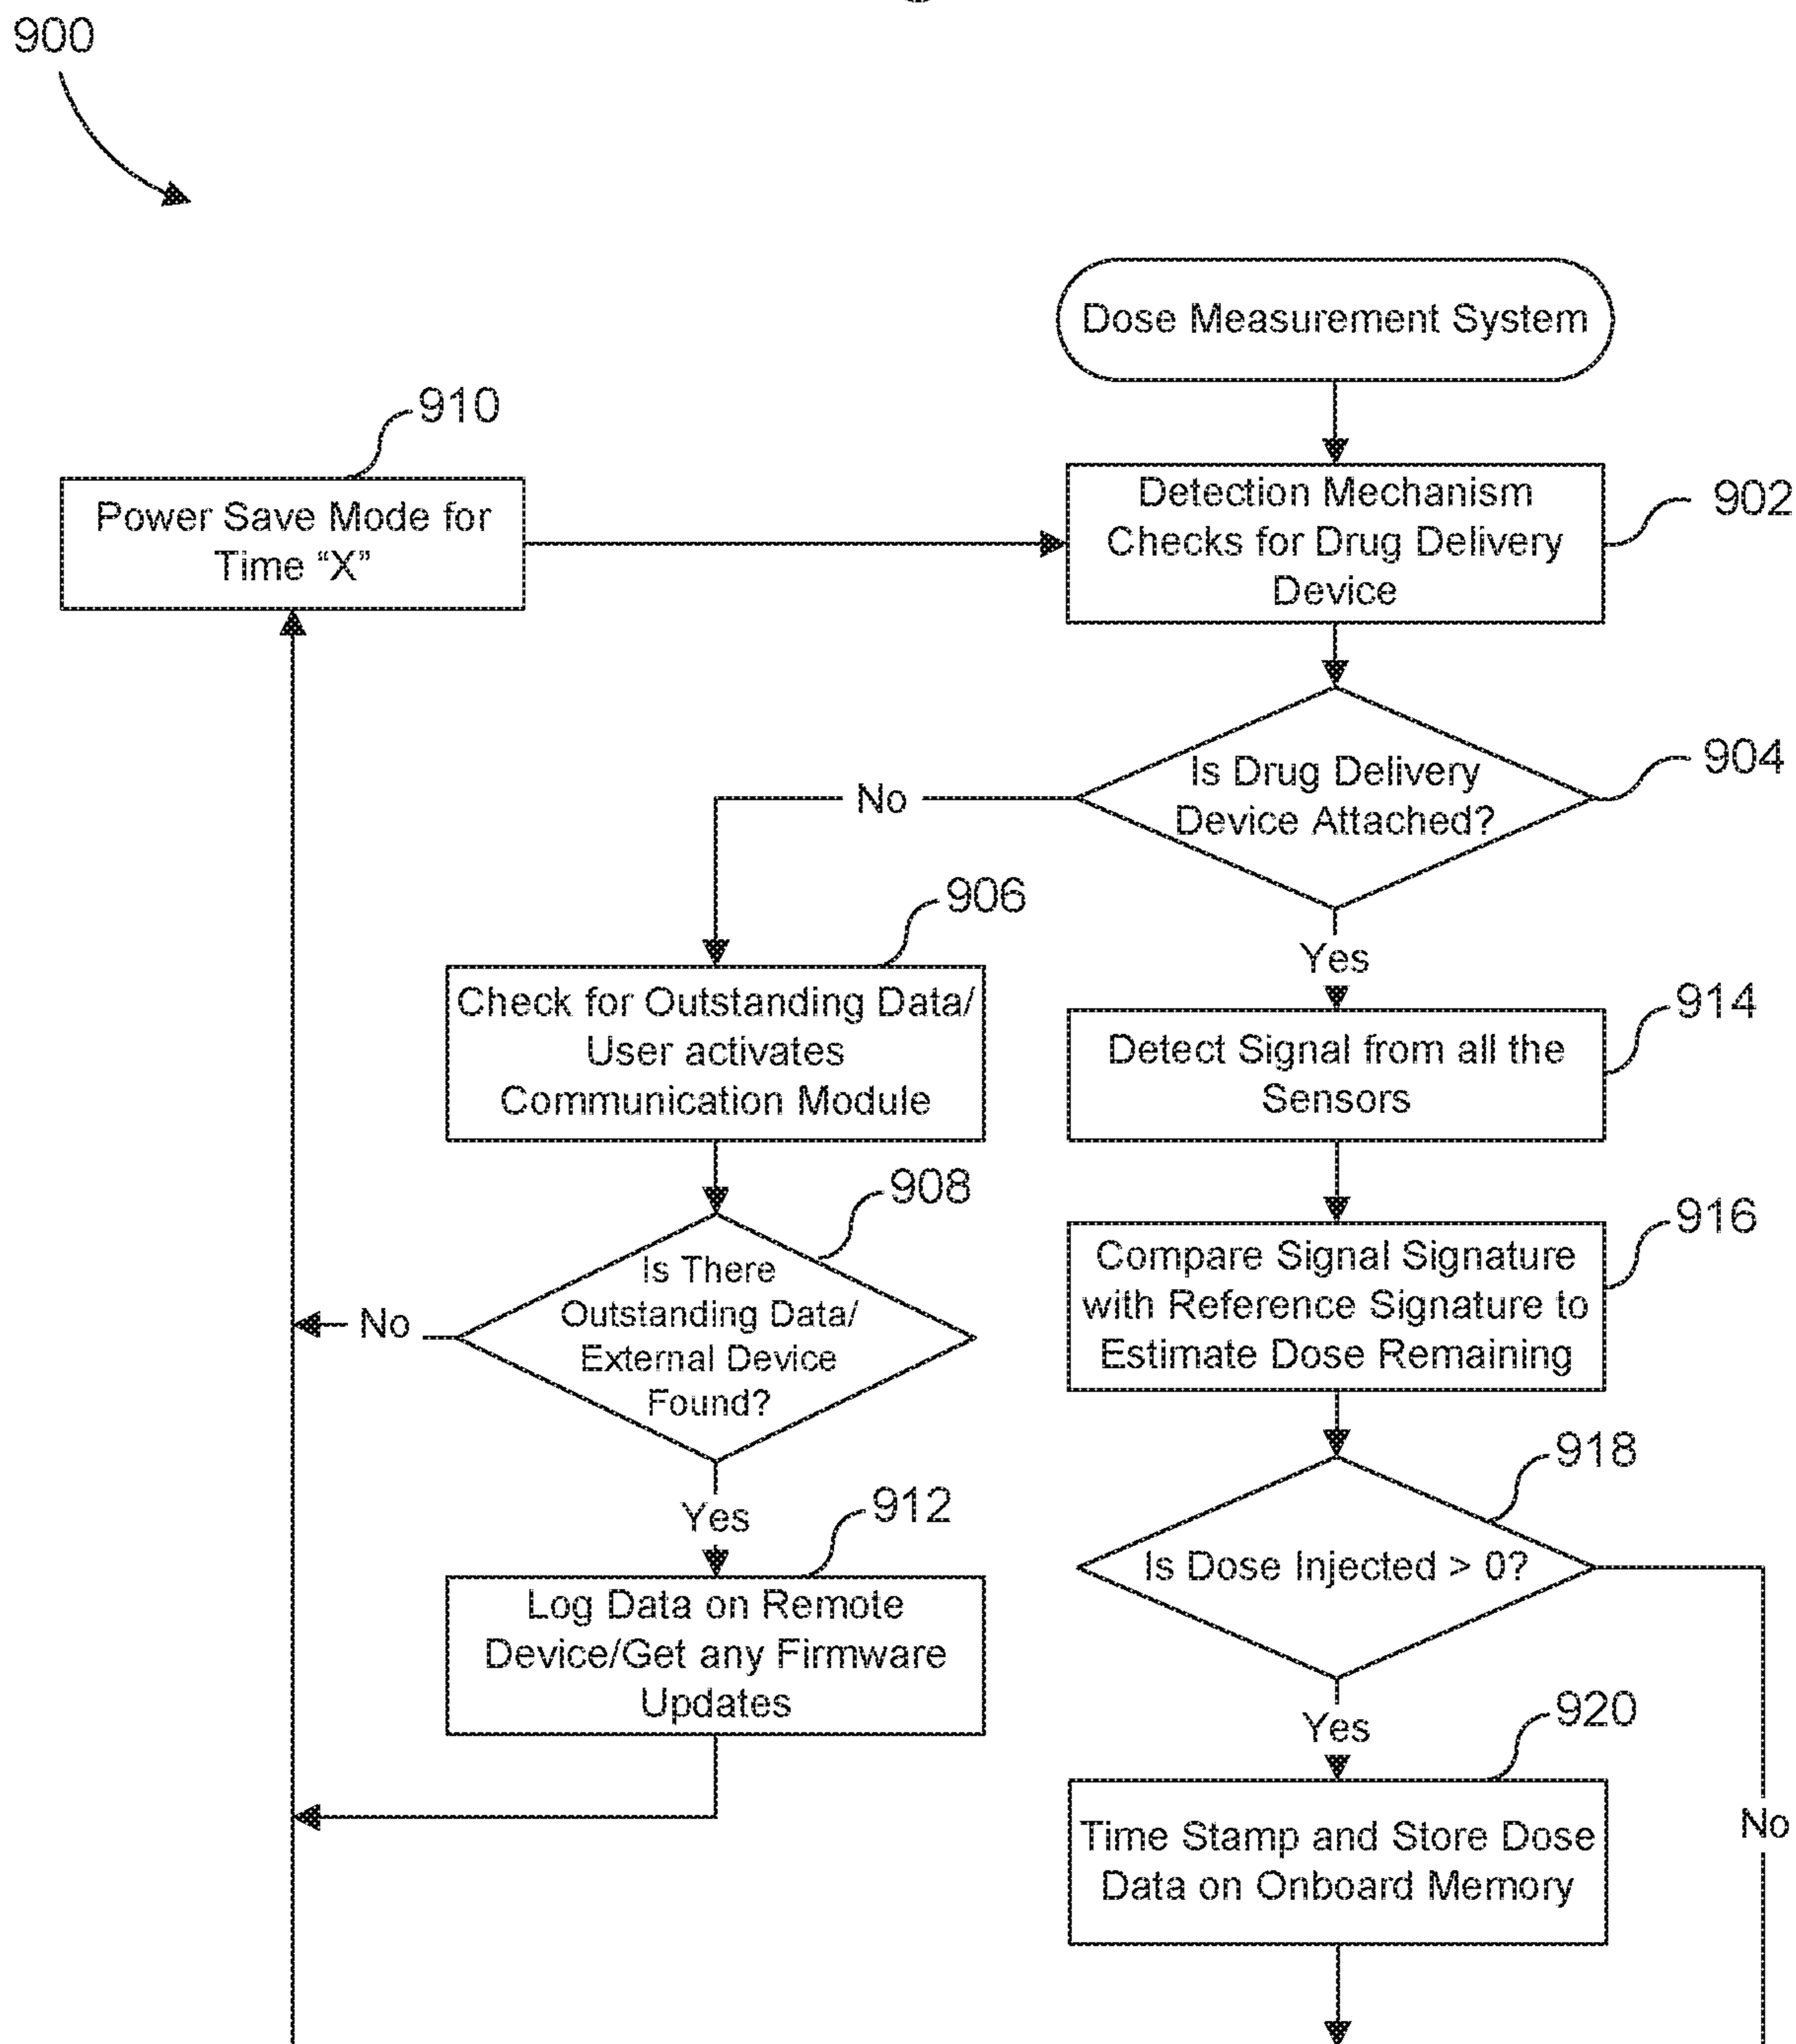 900
Dose Measurement System
910
Power Save Mode for
Time “X”
Detection Mechanism
Checks for Drug Delivery
Device
902
Is Drug Delivery
Device Attached?
904
No
Yes
906
Check for Outstanding Data/
User activates
Communication Module
914
Detect Signal from all the
Sensors
908
Is There
Outstanding Data/
External Device
Found?
No
Yes
916
Compare Signal Signature
with Reference Signature to
Estimate Dose Remaining
912
Log Data on Remote
Device/Get any Firmware
Updates
918
Is Dose Injected > 0?
Yes
No
920
Time Stamp and Store Dose
Data on Onboard Memory